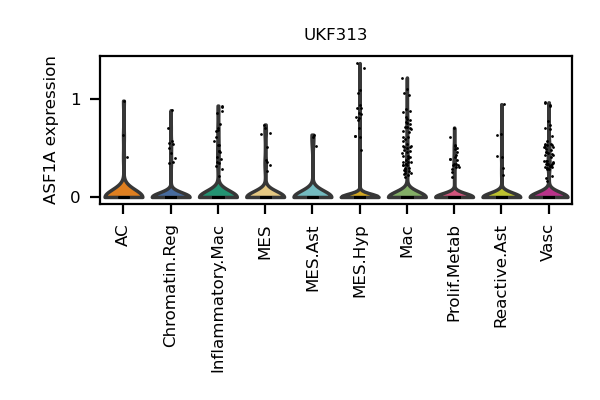 UKF313
ASF1A expression
1
0
AC
Chromatin.Reg
Inflammatory.Mac
MES
MES.Ast
MES.Hyp
Mac
Prolif.Metab
Reactive.Ast
Vasc